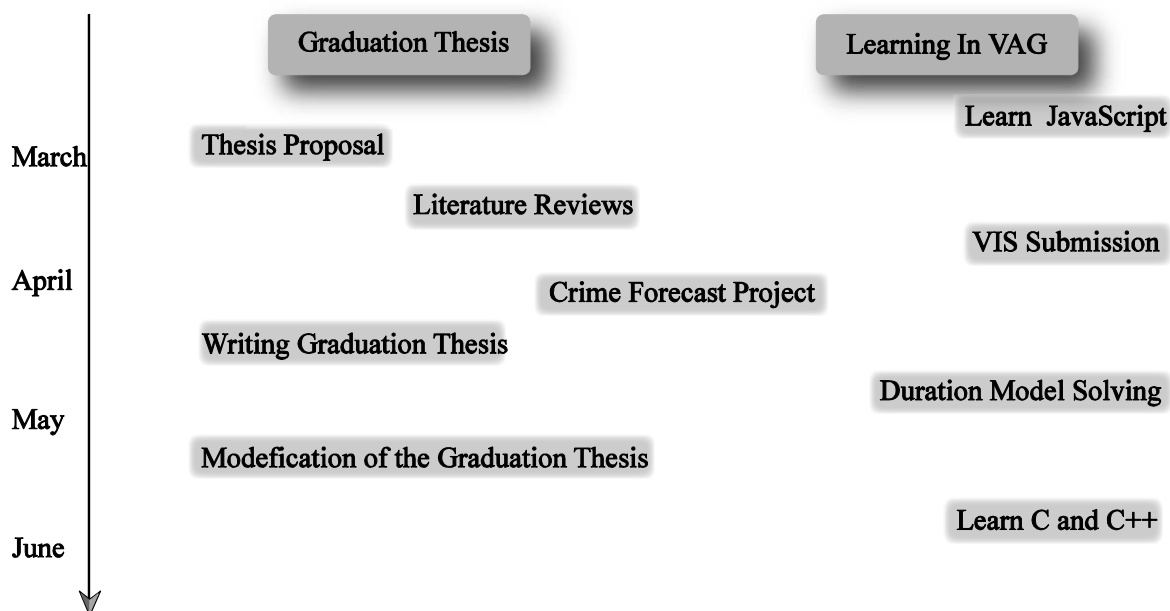 Graduation Thesis
Learning In VAG
Learn JavaScript
Thesis Proposal
March
Literature Reviews
VIS Submission
April
Crime Forecast Project
Writing Graduation Thesis
Duration Model Solving
May
Modefication of the Graduation Thesis
Learn C and C++
June